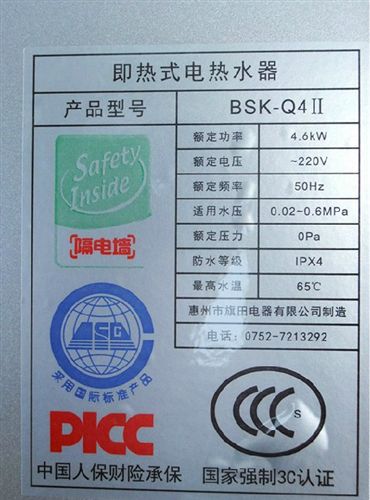 即热式电热水器
产品型号 BSK-Q4Ⅱ
Safety Inside
隔电墙
额定功率 4.6kW
额定电压 ~220V
额定频率 50Hz
适用水压 0.02~0.6MPa
额定压力 0Pa
防水等级 IPX4
最高水温 65℃
惠州市旗田电器有限公司制造
电话：0752-7213292
采用国际标准产品
PICC
中国人保财险承保
CCC S
国家强制3C认证